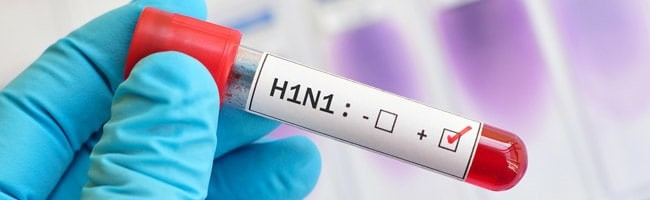 H1N1 : - ☐ + ☑